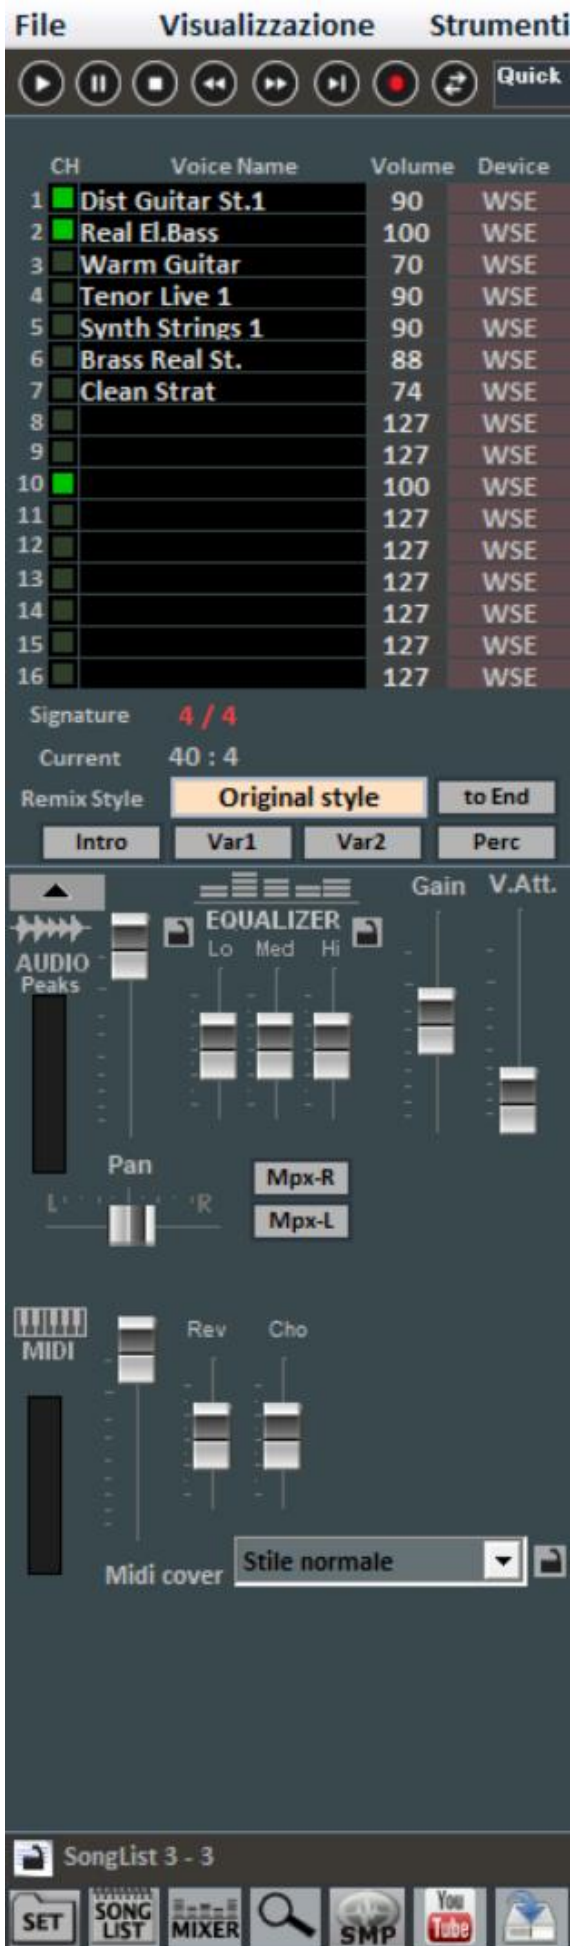 File Visualizzazione Strumenti
Quick
CH Voice Name Volume Device
1 Dist Guitar St.1 90 WSE
2 Real El.Bass 100 WSE
3 Warm Guitar 70 WSE
4 Tenor Live 1 90 WSE
5 Synth Strings 1 90 WSE
6 Brass Real St. 88 WSE
7 Clean Strat 74 WSE
8 127 WSE
9 127 WSE
10 100 WSE
11 127 WSE
12 127 WSE
13 127 WSE
14 127 WSE
15 127 WSE
16 127 WSE
Signature 4 / 4
Current 40 : 4
Remix Style Original style to End
Intro Var1 Var2 Perc
Gain V.Att.
EQUALIZER
Lo Med Hi
AUDIO
Peaks
Pan
L R
Mpx-R
Mpx-L
MIDI
Rev Cho
Midi cover Stile normale
SongList 3 - 3
SET SONG LIST MIXER SMP You Tube